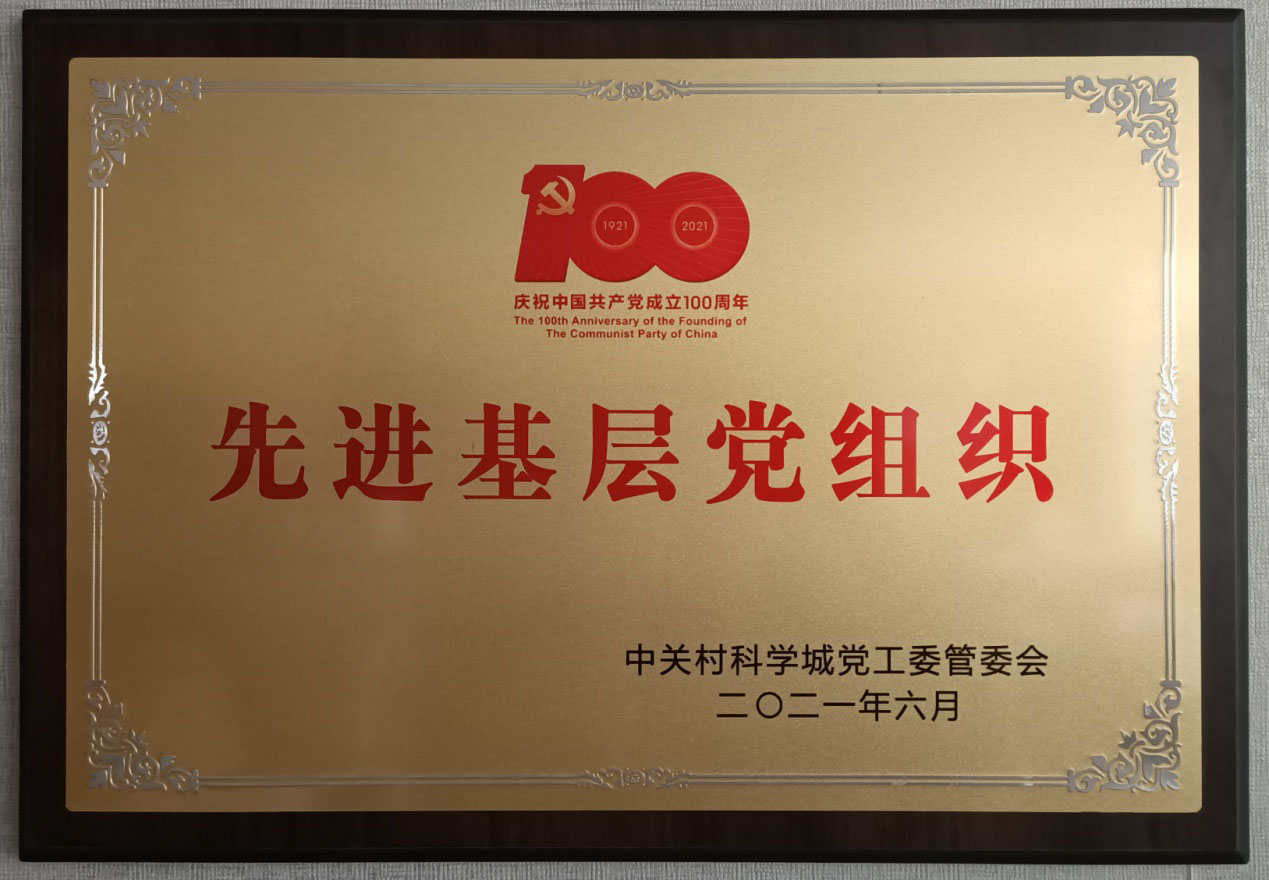 100
1921 2021
庆祝中国共产党成立100周年
The 100th Anniversary of the Founding of
The Communist Party of China
先进基层党组织
中关村科学城党工委管委会
二〇二一年六月